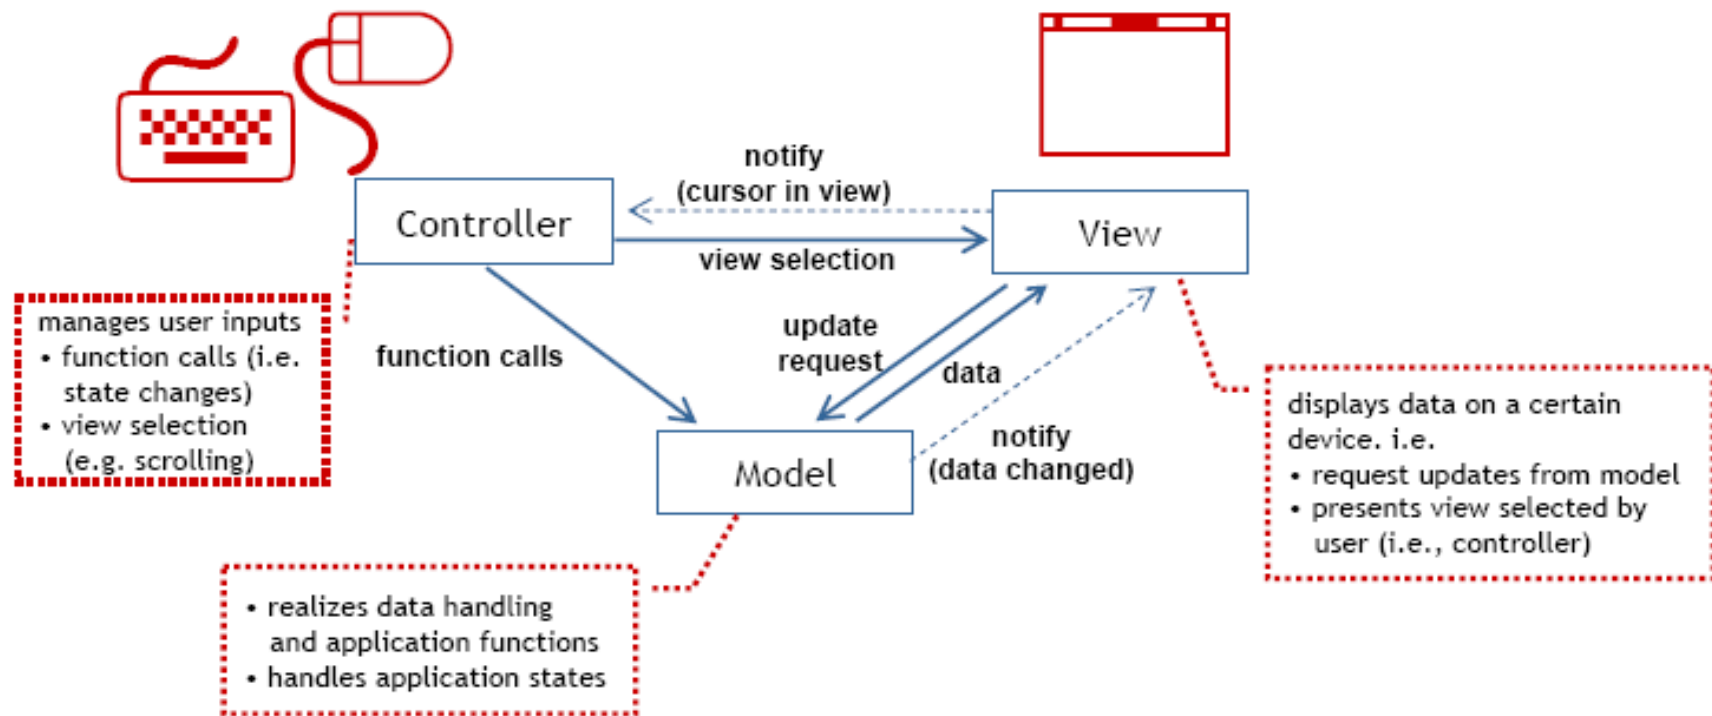 notify
(cursor in view)
Controller
View
view selection
manages user inputs
• function calls (i.e.
state changes)
• view selection
(e.g. scrolling)
function calls
update
request
data
notify
(data changed)
Model
displays data on a certain
device. i.e.
• request updates from model
• presents view selected by
user (i.e., controller)
• realizes data handling
and application functions
• handles application states